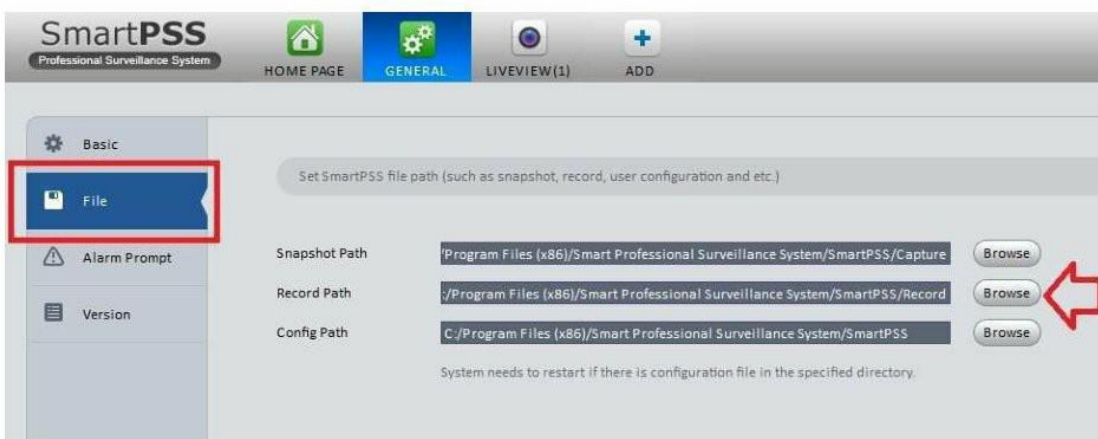 SmartPSS
Professional Surveillance System
HOME PAGE
GENERAL
LIVEVIEW(1)
ADD
Basic
File
Alarm Prompt
Version
Set SmartPSS file path (such as snapshot, record, user configuration and etc.)
Snapshot Path
/Program Files (x86)/Smart Professional Surveillance System/SmartPSS/Capture
Browse
Record Path
:/Program Files (x86)/Smart Professional Surveillance System/SmartPSS/Record
Browse
Config Path
C:/Program Files (x86)/Smart Professional Surveillance System/SmartPSS
Browse
System needs to restart if there is configuration file in the specified directory.